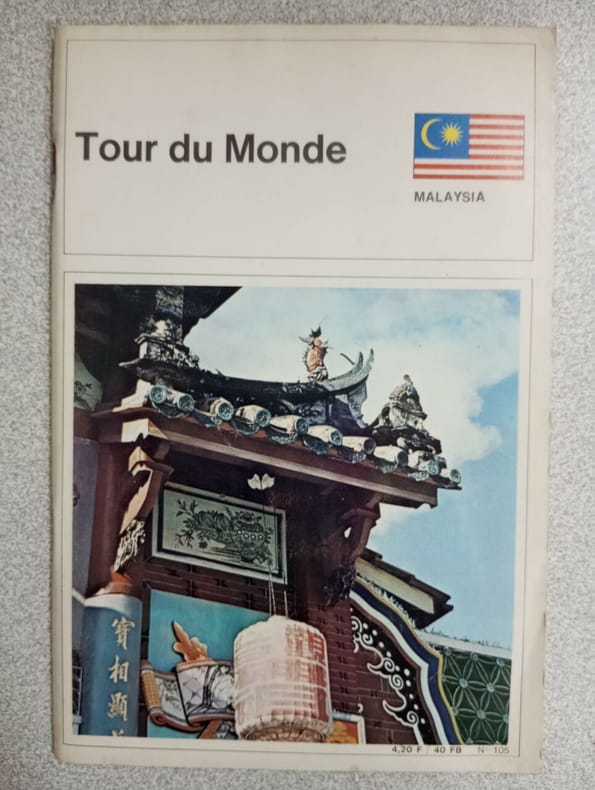 Tour du Monde
MALAYSIA
寶相顯
4,20 F / 40 FB N° 105